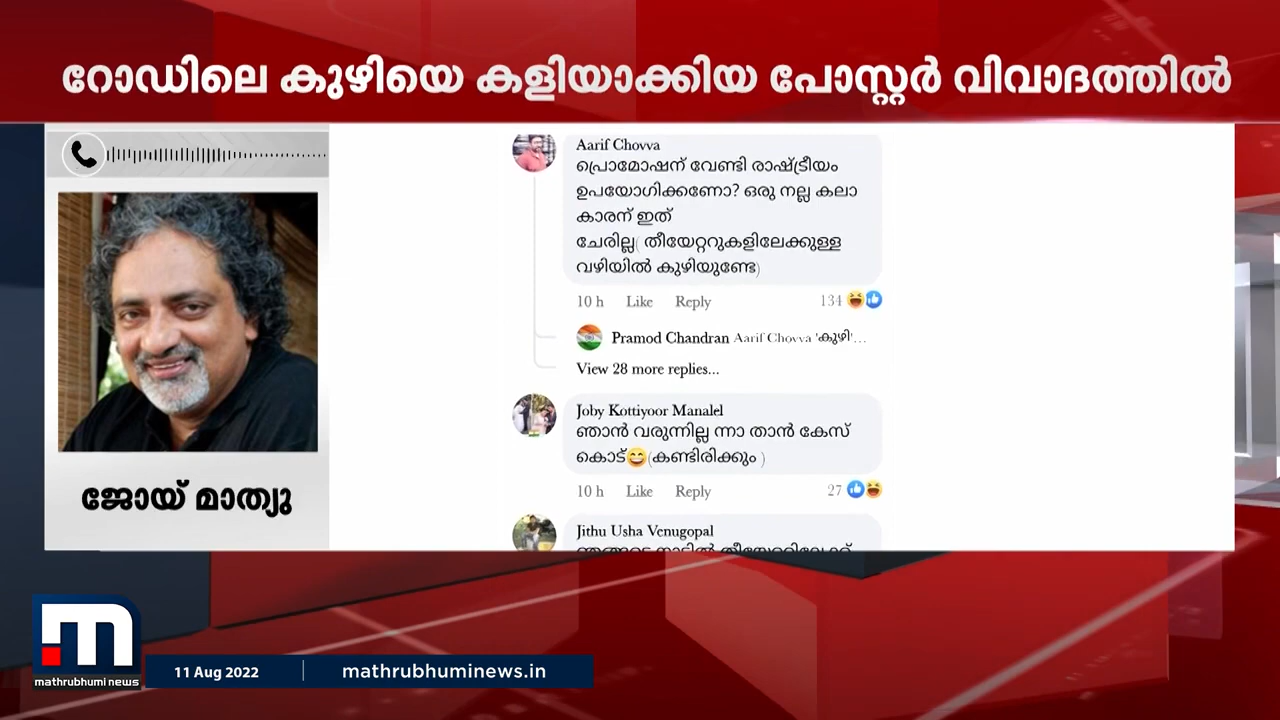 റോഡിലെ കുഴിയെ കളിയാക്കിയ പോസ്റ്റർ വിവാദത്തിൽ
ജോയ് മാത്യു
Aarif Chovva
പ്രൊമോഷന് വേണ്ടി രാഷ്ട്രീയം
ഉപയോഗിക്കണോ? ഒരു നല്ല കലാ
കാരന് ഇത്
ചേരില്ല( തീയേറ്ററുകളിലേക്കുള്ള
വഴിയിൽ കുഴിയുണ്ടേ)
10 h Like Reply 134
Pramod Chandran Aarif Chovva 'കുഴി'...
View 28 more replies...
Joby Kottiyoor Manalel
ഞാൻ വരുന്നില്ല ന്നാ താൻ കേസ്
കൊട്😄(കണ്ടിരിക്കും )
10 h Like Reply 27
Jithu Usha Venugopal
mathrubhumi news
11 Aug 2022
mathrubhuminews.in